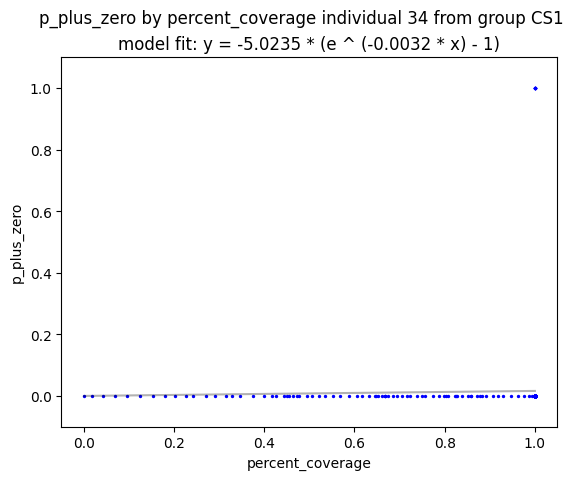 p_plus_zero by percent_coverage individual 34 from group CS1
model fit: y = -5.0235 * (e ^ (-0.0032 * x) - 1)
1.0
0.8
0.6
0.4
0.2
0.0
p_plus_zero
0.0 0.2 0.4 0.6 0.8 1.0
percent_coverage